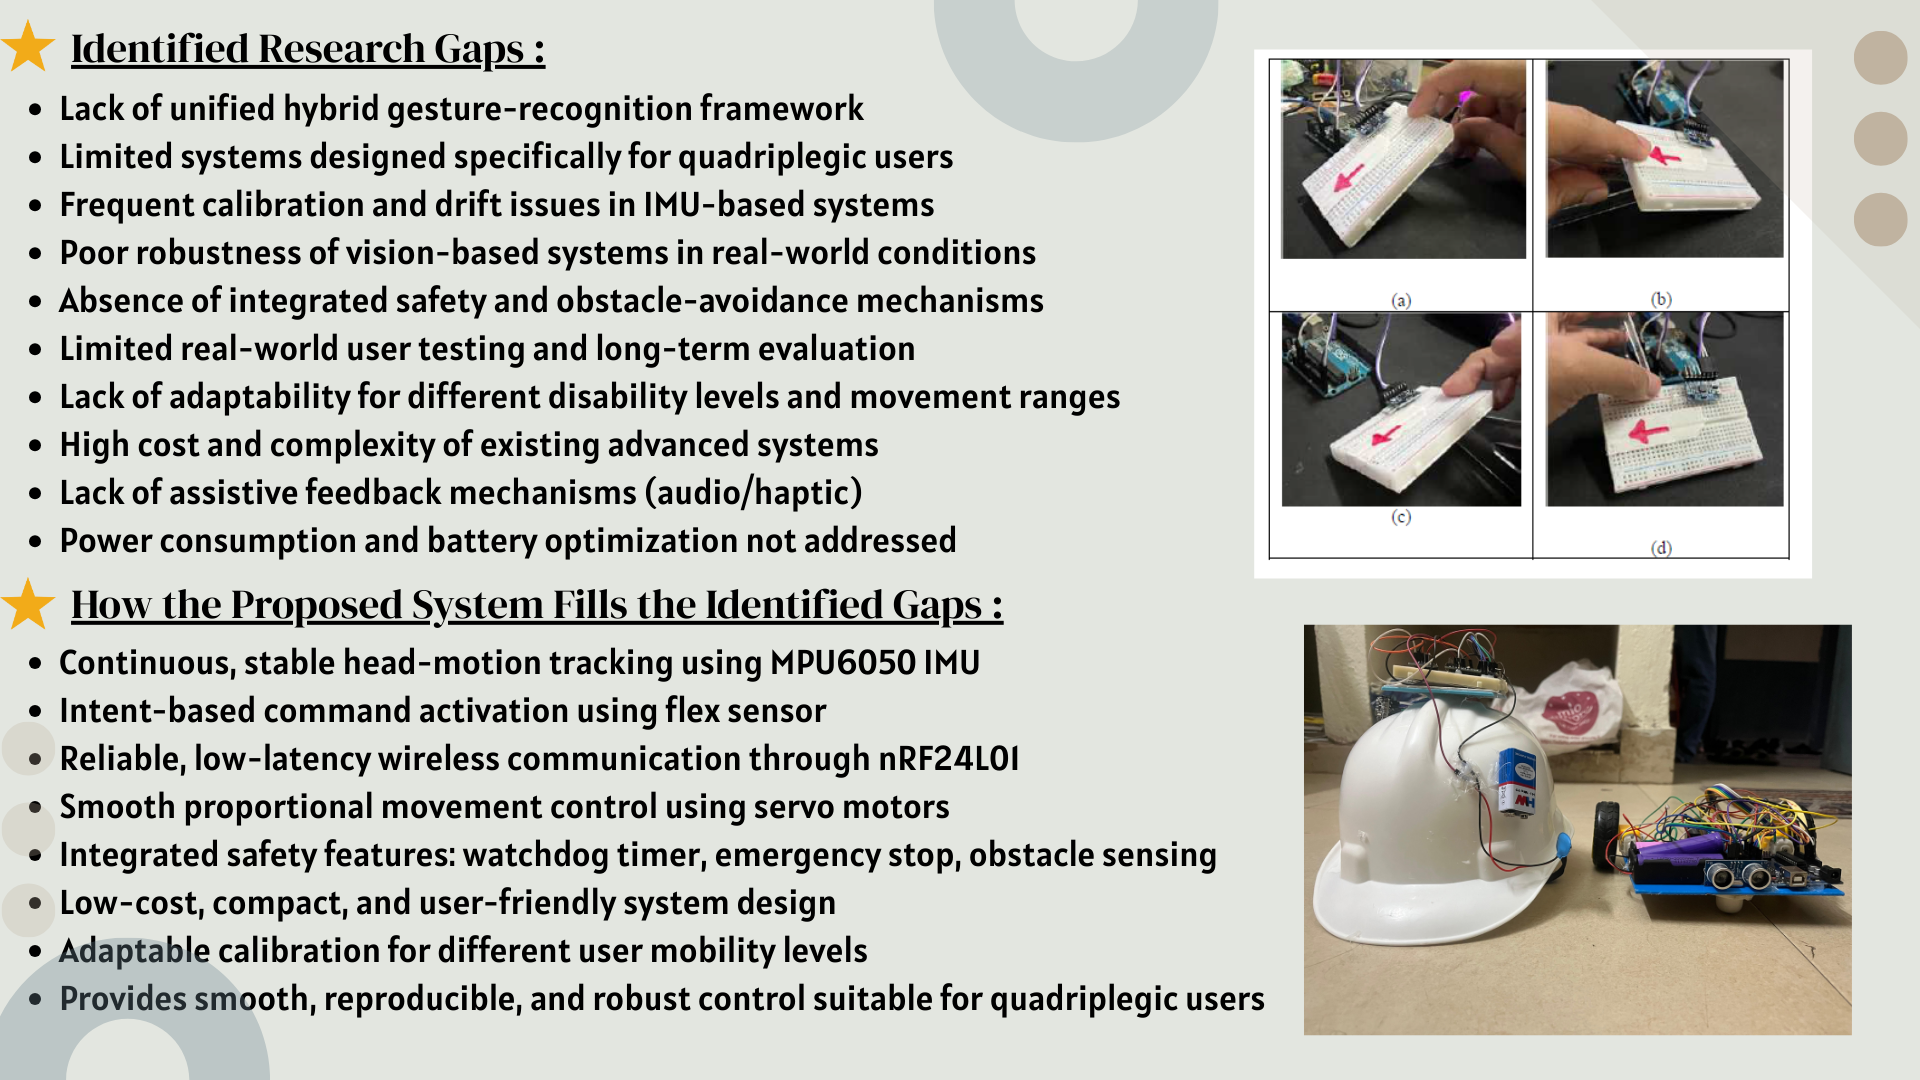 Identified Research Gaps :
Lack of unified hybrid gesture-recognition framework
Limited systems designed specifically for quadriplegic users
Frequent calibration and drift issues in IMU-based systems
Poor robustness of vision-based systems in real-world conditions
Absence of integrated safety and obstacle-avoidance mechanisms
Limited real-world user testing and long-term evaluation
Lack of adaptability for different disability levels and movement ranges
High cost and complexity of existing advanced systems
Lack of assistive feedback mechanisms (audio/haptic)
Power consumption and battery optimization not addressed
How the Proposed System Fills the Identified Gaps :
Continuous, stable head-motion tracking using MPU6050 IMU
Intent-based command activation using flex sensor
Reliable, low-latency wireless communication through nRF24L01
Smooth proportional movement control using servo motors
Integrated safety features: watchdog timer, emergency stop, obstacle sensing
Low-cost, compact, and user-friendly system design
Adaptable calibration for different user mobility levels
Provides smooth, reproducible, and robust control suitable for quadriplegic users
(a)
(b)
(c)
(d)
HW